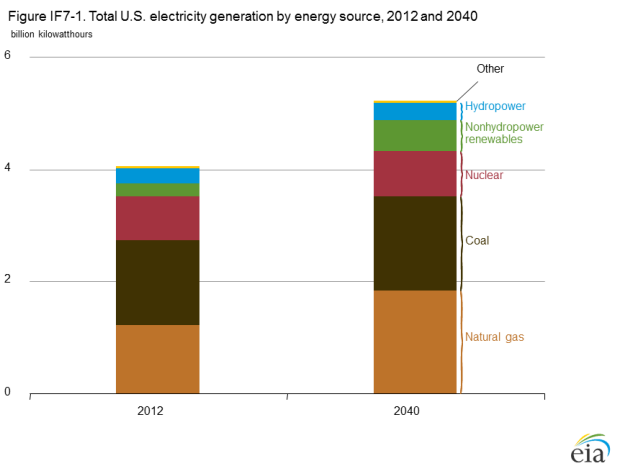 Figure IF7-1. Total U.S. electricity generation by energy source, 2012 and 2040
billion kilowatthours
6
Other
Hydropower
Nonhydropower
renewables
4
Nuclear
Coal
2
Natural gas
0
2012
2040
eia